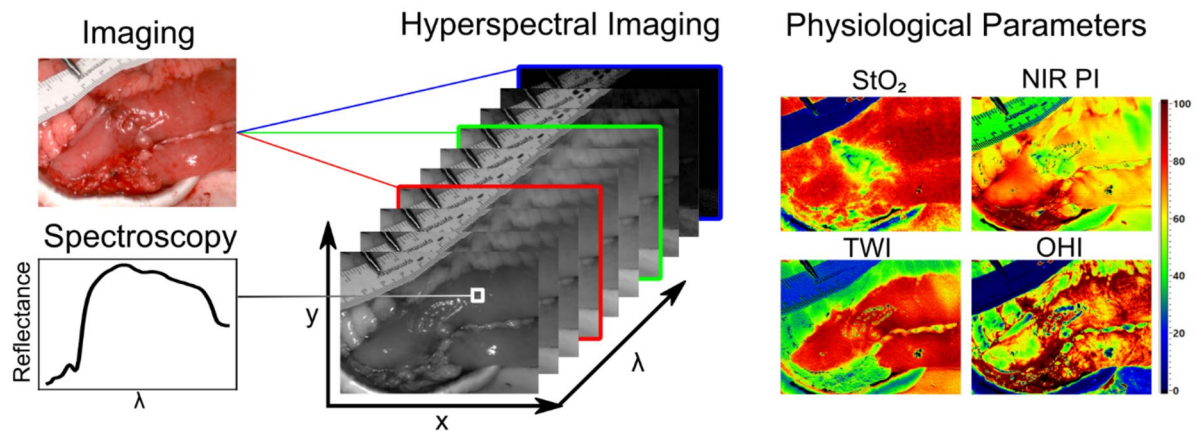 Imaging
Hyperspectral Imaging
Physiological Parameters
StO₂
NIR PI
100
80
60
40
20
0
TWI
OHI
Spectroscopy
Reflectance
λ
y
x
λ